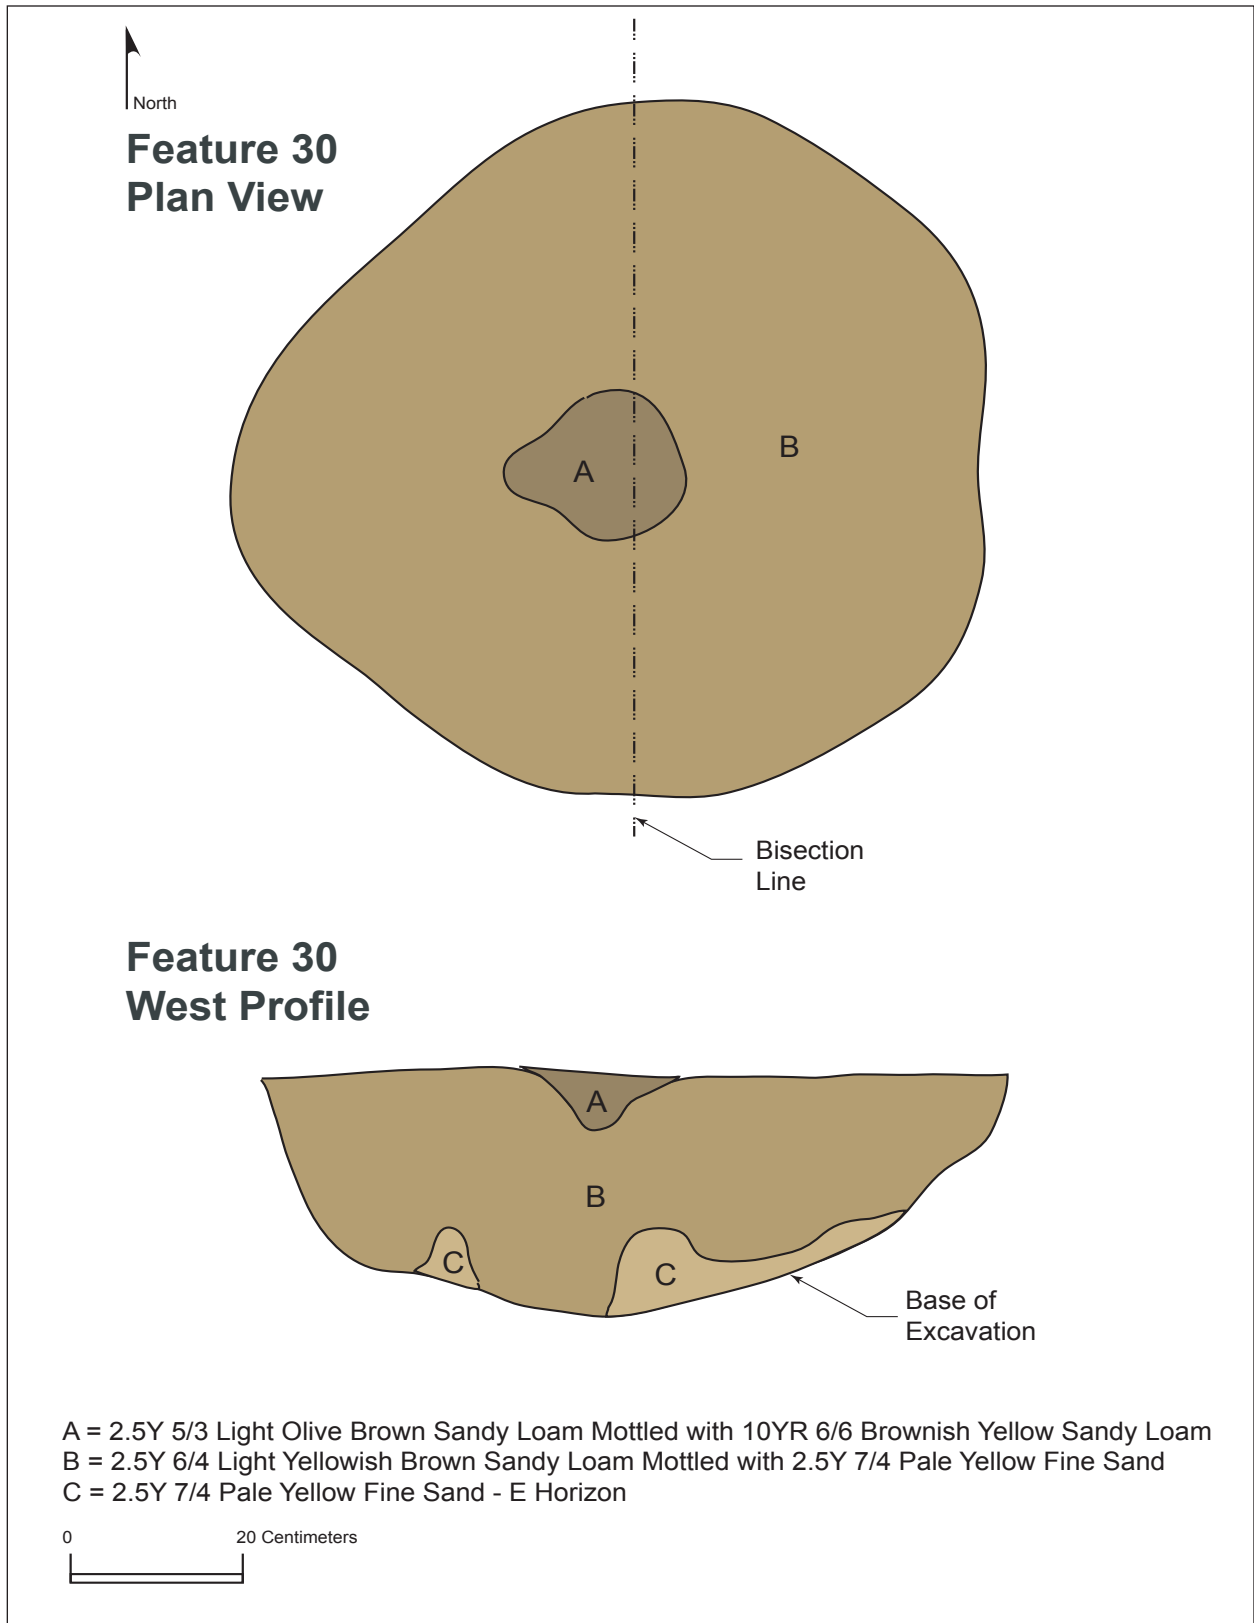 North
Feature 30
Plan View
A
B
Bisection
Line
Feature 30
West Profile
A
B
C
C
Base of
Excavation
A = 2.5Y 5/3 Light Olive Brown Sandy Loam Mottled with 10YR 6/6 Brownish Yellow Sandy Loam
B = 2.5Y 6/4 Light Yellowish Brown Sandy Loam Mottled with 2.5Y 7/4 Pale Yellow Fine Sand
C = 2.5Y 7/4 Pale Yellow Fine Sand - E Horizon
0 20 Centimeters